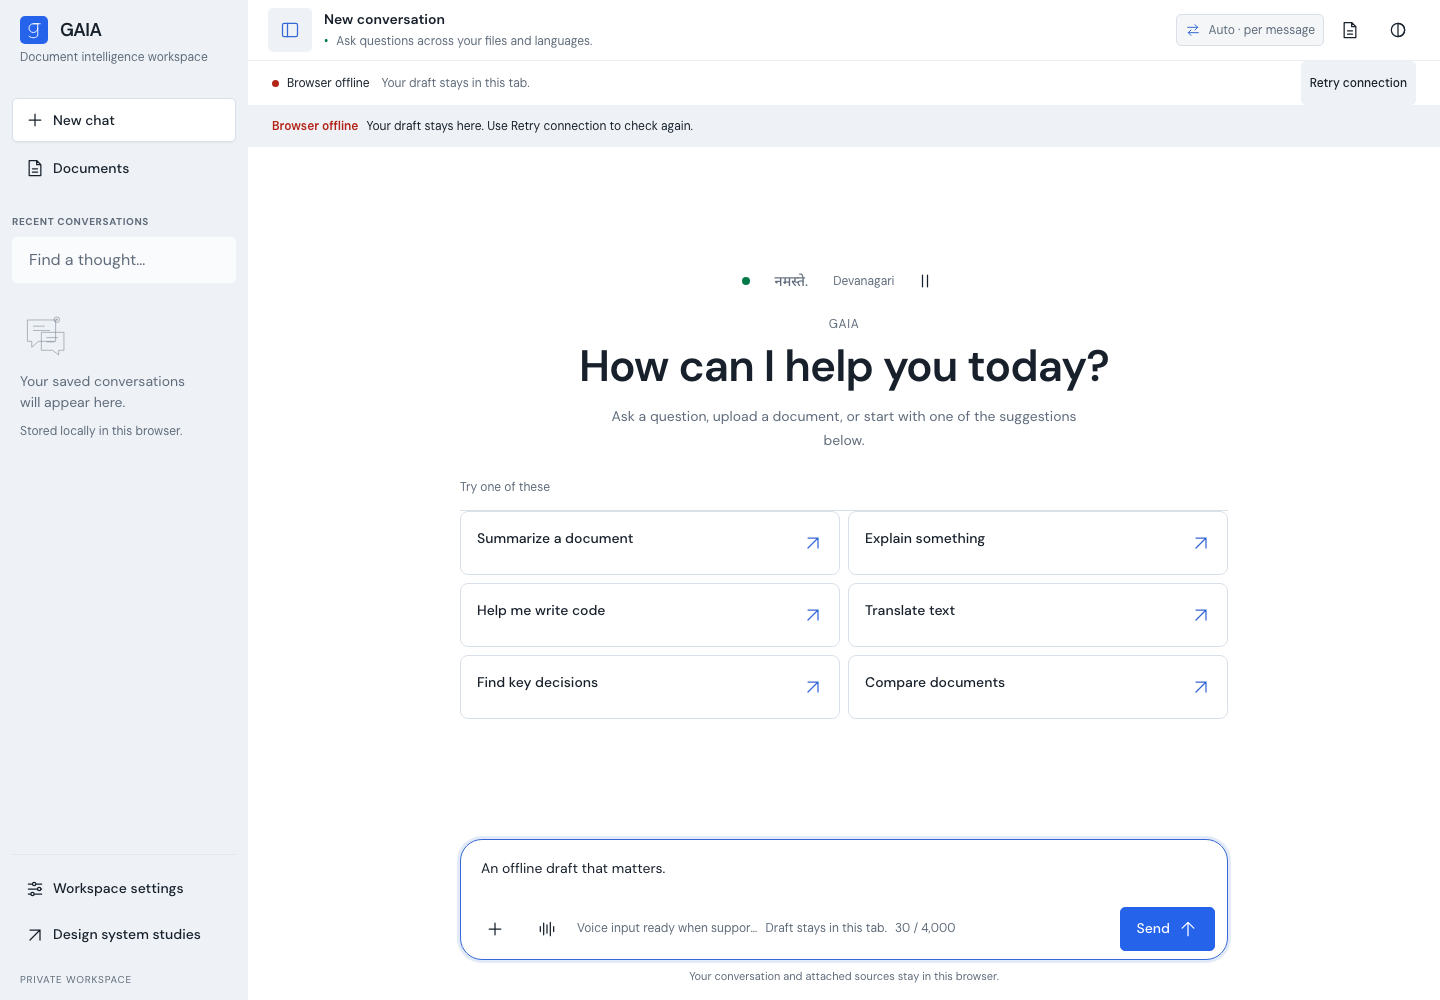 GAIA
Document intelligence workspace
New chat
Documents
RECENT CONVERSATIONS
Find a thought...
Your saved conversations
will appear here.
Stored locally in this browser.
Workspace settings
Design system studies
PRIVATE WORKSPACE
New conversation
• Ask questions across your files and languages.
Auto · per message
Browser offline Your draft stays in this tab.
Retry connection
Browser offline Your draft stays here. Use Retry connection to check again.
नमस्ते. Devanagari
GAIA
How can I help you today?
Ask a question, upload a document, or start with one of the suggestions
below.
Try one of these
Summarize a document
Explain something
Help me write code
Translate text
Find key decisions
Compare documents
An offline draft that matters.
Voice input ready when suppor... Draft stays in this tab. 30 / 4,000
Send
Your conversation and attached sources stay in this browser.